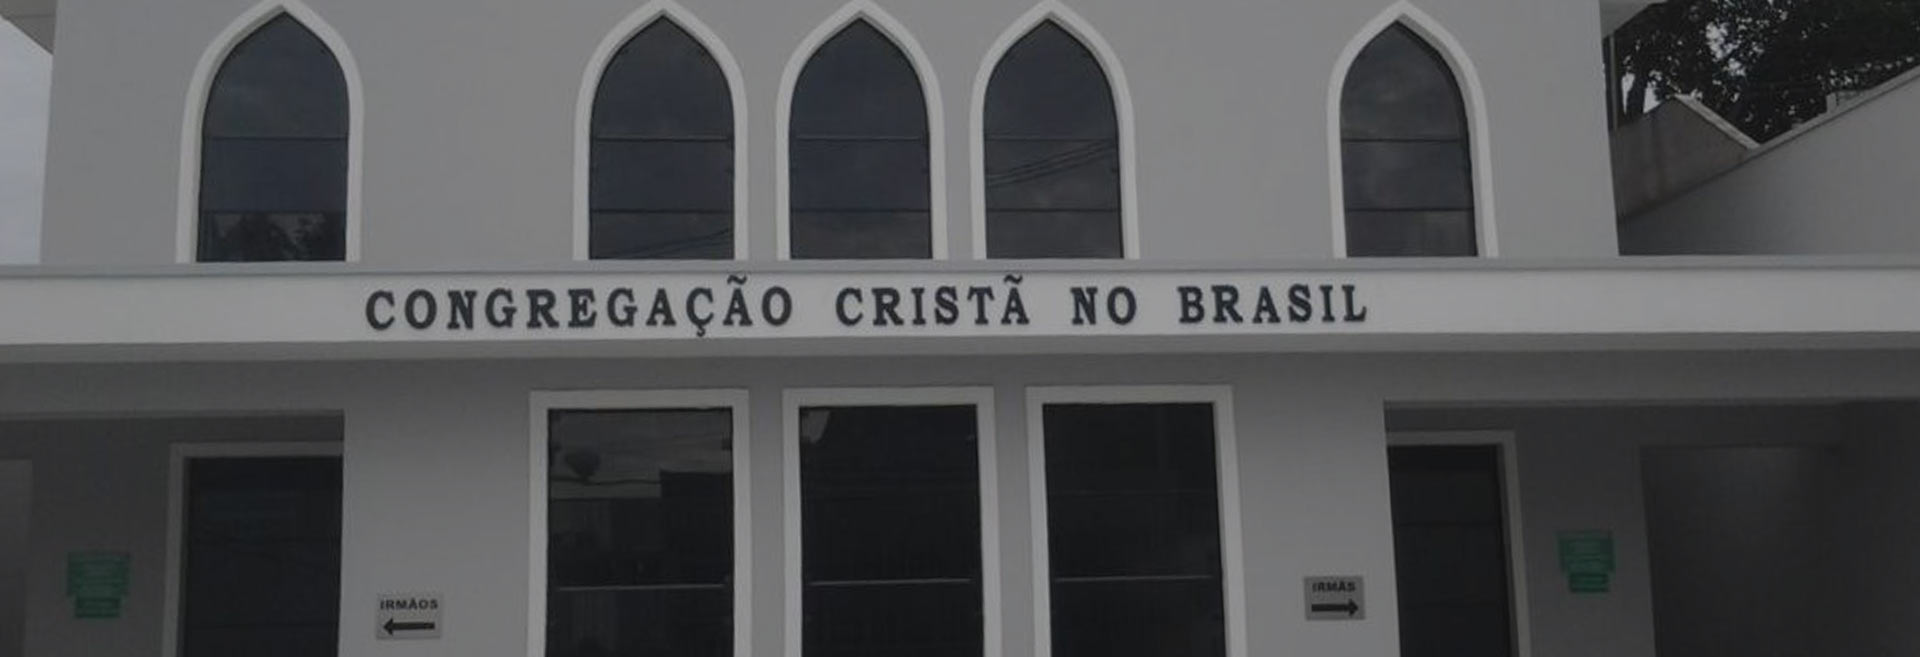 CONGREGAÇÃO CRISTÃ NO BRASIL
IRMÃOS
IRMÃS